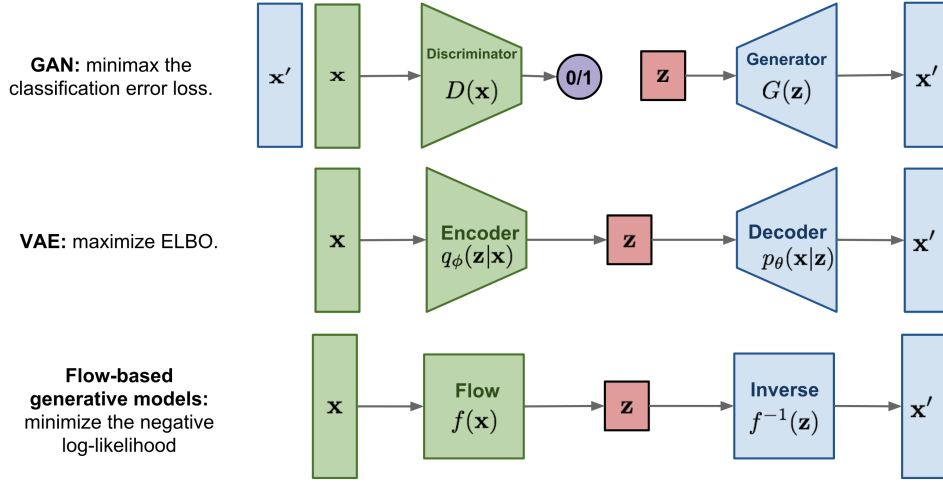 GAN: minimax the
classification error loss.
x′
x
Discriminator
D(x)
0/1
z
Generator
G(z)
x′
VAE: maximize ELBO.
x
Encoder
qϕ(z|x)
z
Decoder
pθ(x|z)
x′
Flow-based
generative models:
minimize the negative
log-likelihood
x
Flow
f(x)
z
Inverse
f⁻¹(z)
x′